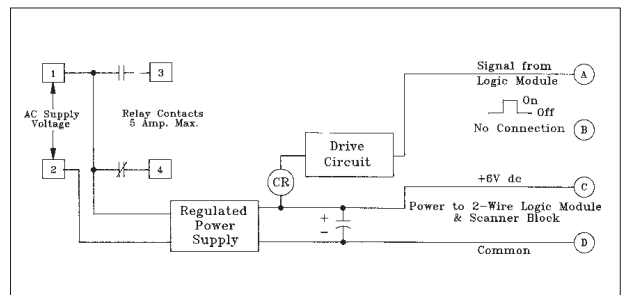 1
3
AC Supply
Voltage
Relay Contacts
5 Amp. Max.
2
4
Signal from
Logic Module
A
On
Off
No Connection
B
Drive
Circuit
CR
+6V dc
C
Regulated
Power
Supply
+
-
Power to 2-Wire Logic Module
& Scanner Block
Common
D